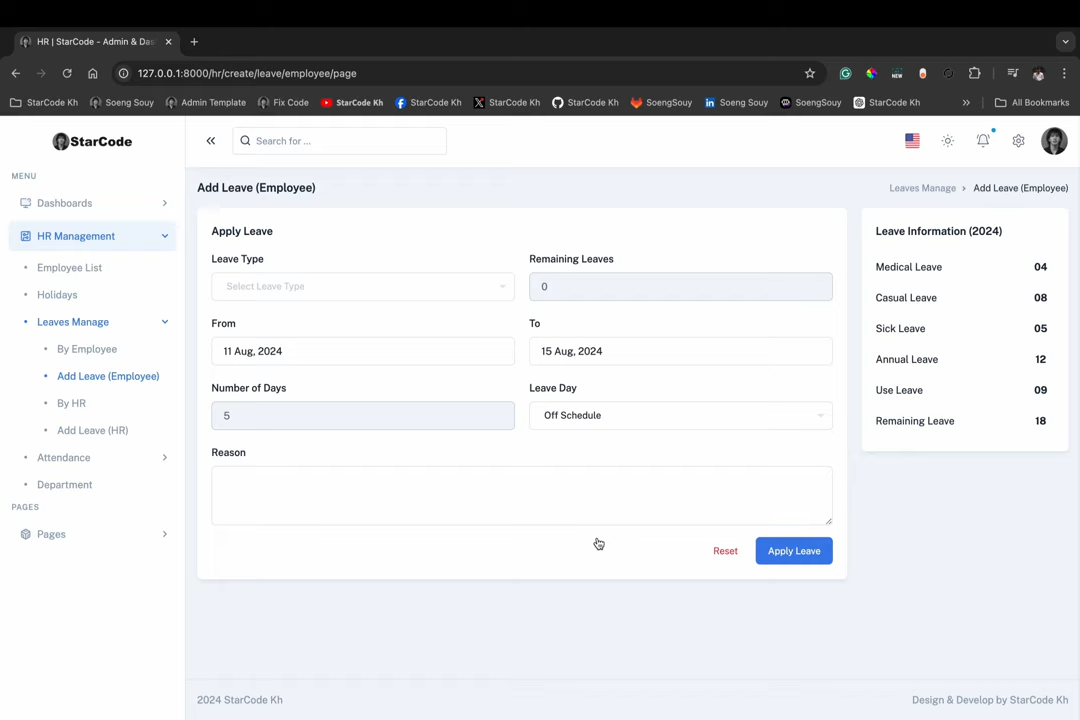 HR | StarCode - Admin & Das
127.0.0.1:8000/hr/create/leave/employee/page
StarCode Kh
Soeng Souy
Admin Template
Fix Code
StarCode Kh
StarCode Kh
StarCode Kh
StarCode Kh
SoengSouy
Soeng Souy
SoengSouy
StarCode Kh
All Bookmarks
StarCode
Search for ...
MENU
Dashboards
HR Management
Employee List
Holidays
Leaves Manage
By Employee
Add Leave (Employee)
By HR
Add Leave (HR)
Attendance
Department
PAGES
Pages
Add Leave (Employee)
Leaves Manage
Add Leave (Employee)
Apply Leave
Leave Type
Select Leave Type
Remaining Leaves
0
From
11 Aug, 2024
To
15 Aug, 2024
Number of Days
5
Leave Day
Off Schedule
Reason
Reset
Apply Leave
Leave Information (2024)
Medical Leave 04
Casual Leave 08
Sick Leave 05
Annual Leave 12
Use Leave 09
Remaining Leave 18
2024 StarCode Kh
Design & Develop by StarCode Kh